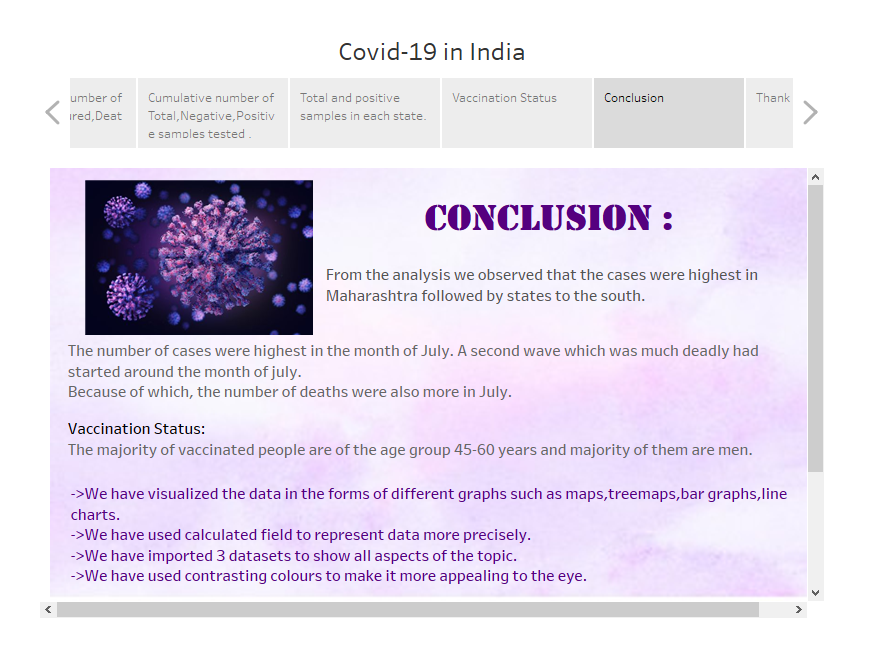 Covid-19 in India
umber of
red,Deat
Cumulative number of
Total,Negative,Positiv
e samples tested .
Total and positive
samples in each state.
Vaccination Status
Conclusion
Thank
CONCLUSION :
From the analysis we observed that the cases were highest in
Maharashtra followed by states to the south.
The number of cases were highest in the month of July. A second wave which was much deadly had
started around the month of july.
Because of which, the number of deaths were also more in July.
Vaccination Status:
The majority of vaccinated people are of the age group 45-60 years and majority of them are men.
->We have visualized the data in the forms of different graphs such as maps,treemaps,bar graphs,line
charts.
->We have used calculated field to represent data more precisely.
->We have imported 3 datasets to show all aspects of the topic.
->We have used contrasting colours to make it more appealing to the eye.